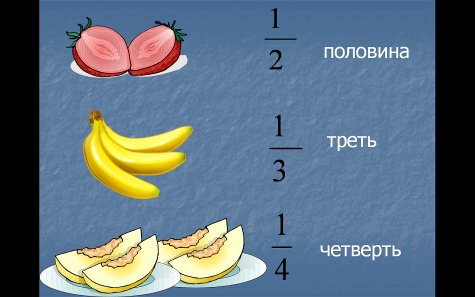 1/2 половина
1/3 треть
1/4 четверть